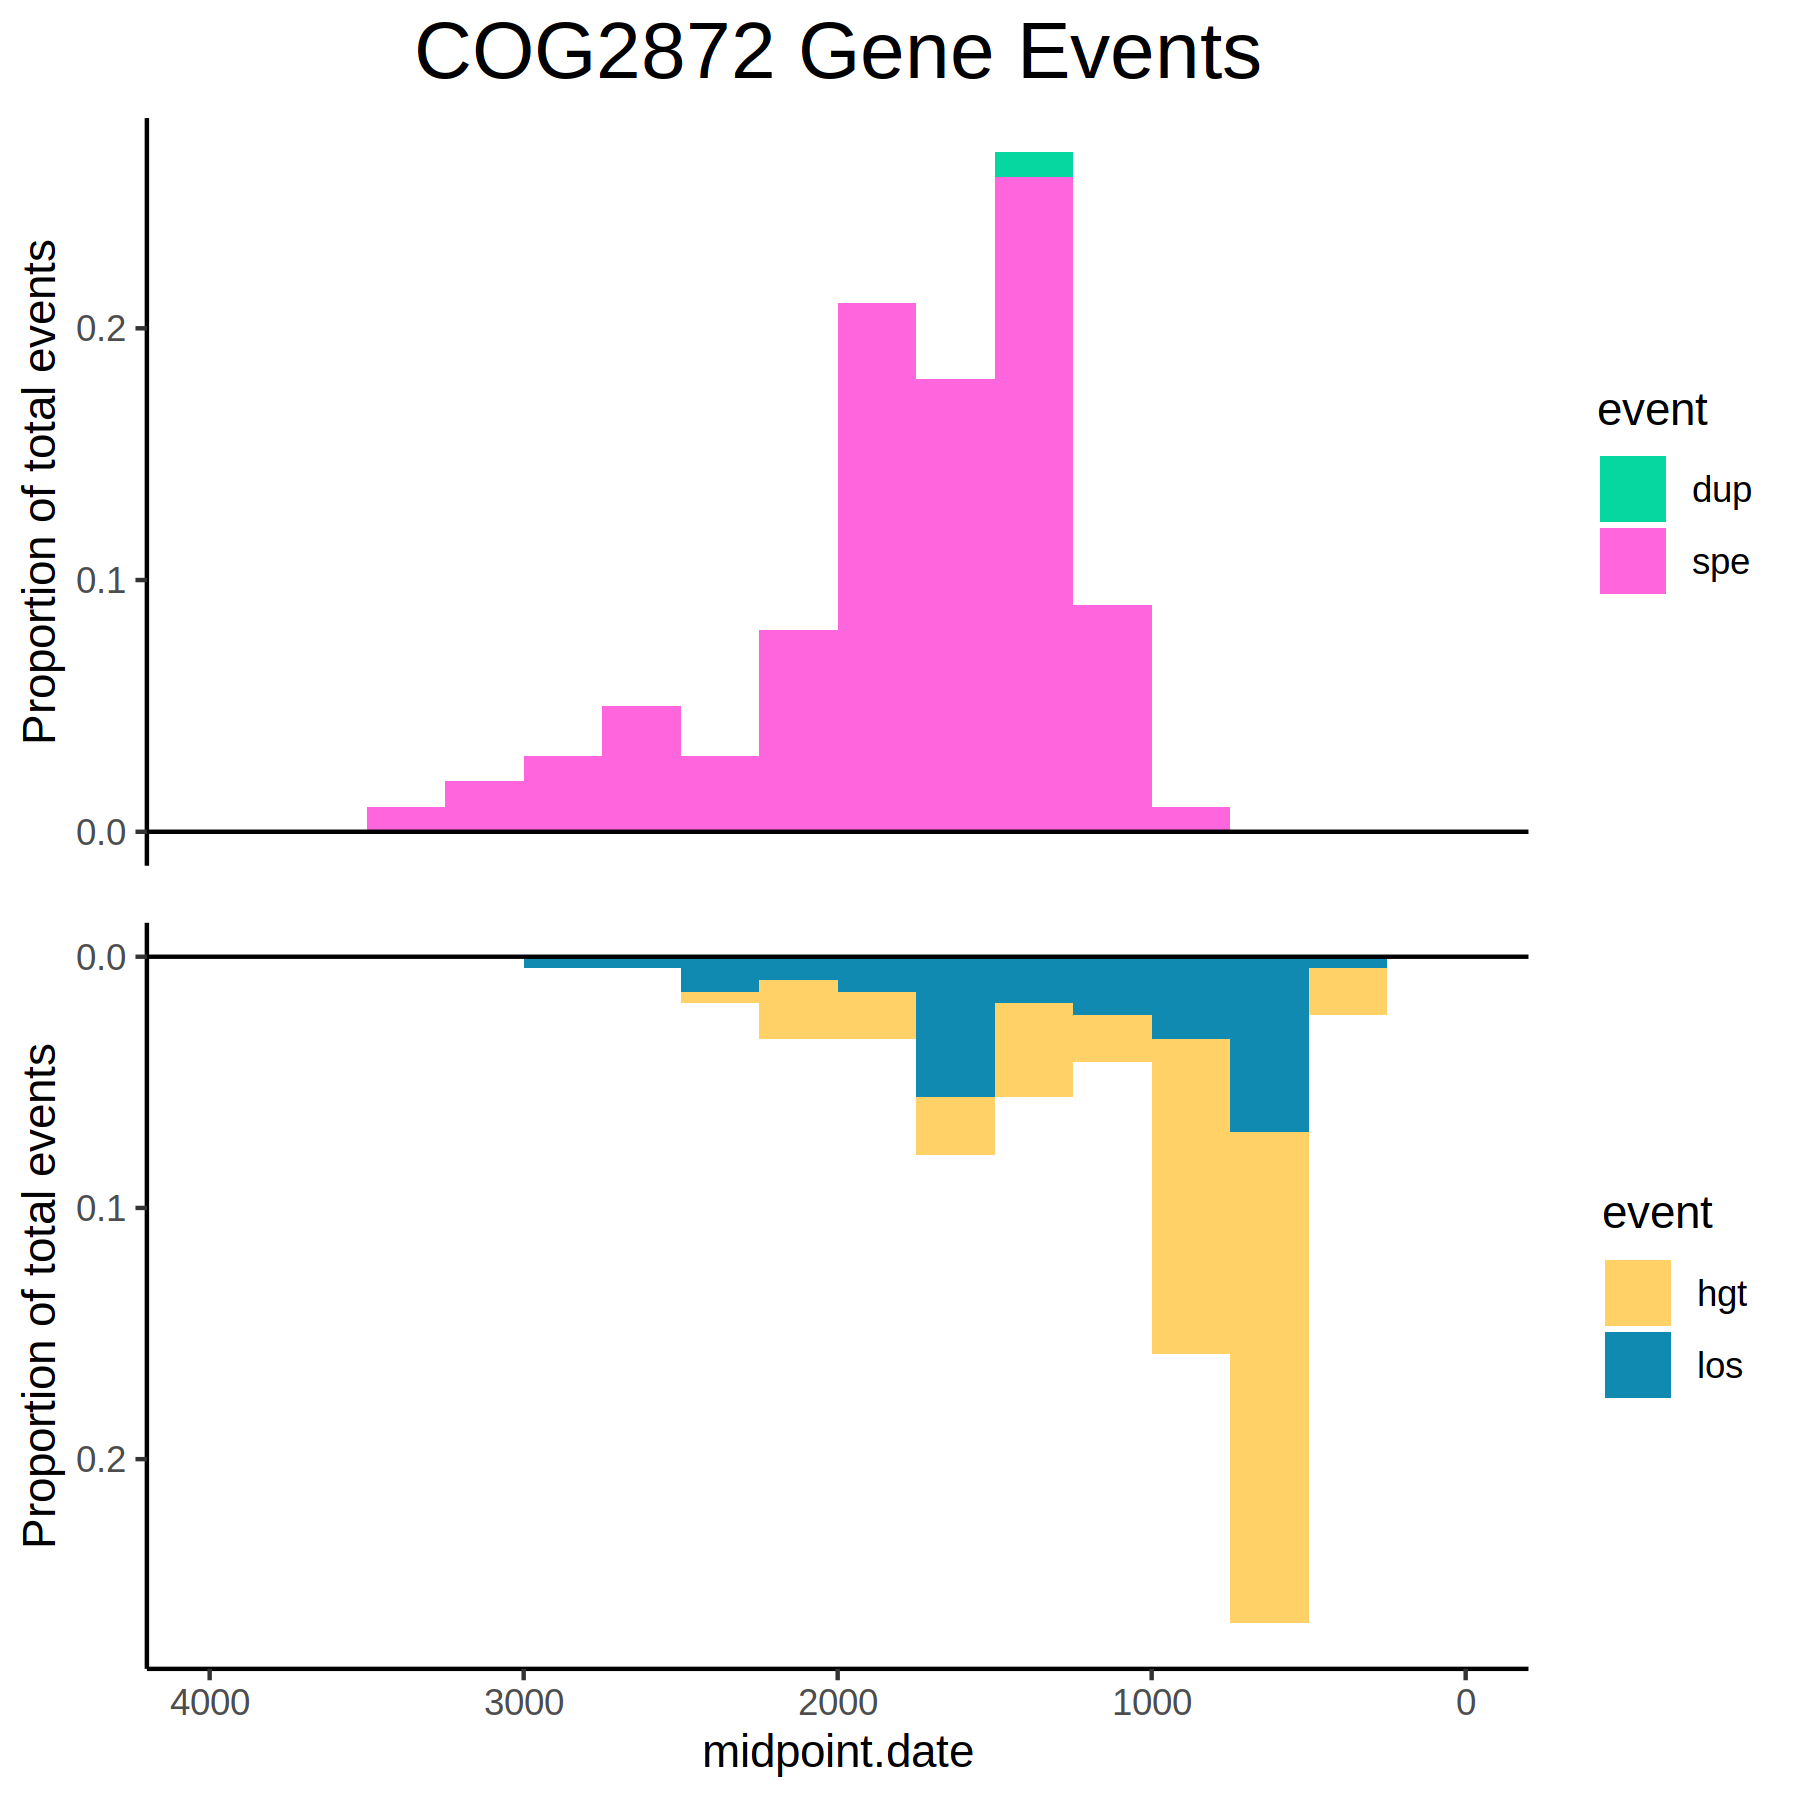 COG2872 Gene Events
Proportion of total events
0.2
0.1
0.0
event
dup
spe
Proportion of total events
0.0
0.1
0.2
event
hgt
los
4000 3000 2000 1000 0
midpoint.date